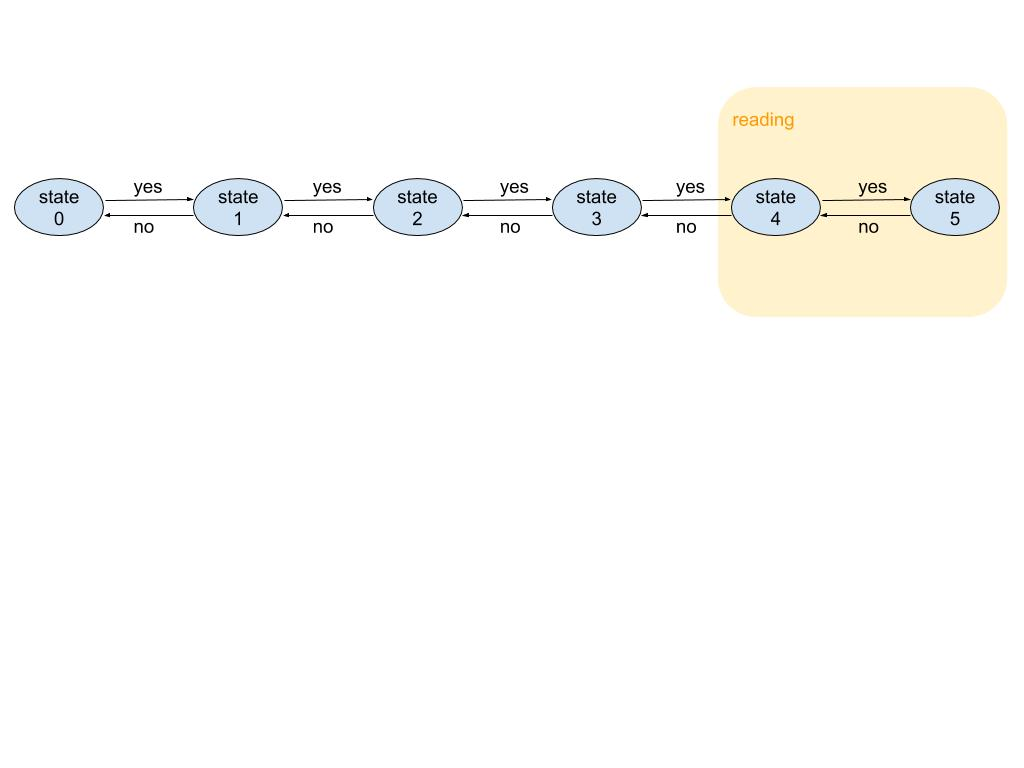 reading
yes yes yes yes yes
state state state state state state
0 1 2 3 4 5
no no no no no